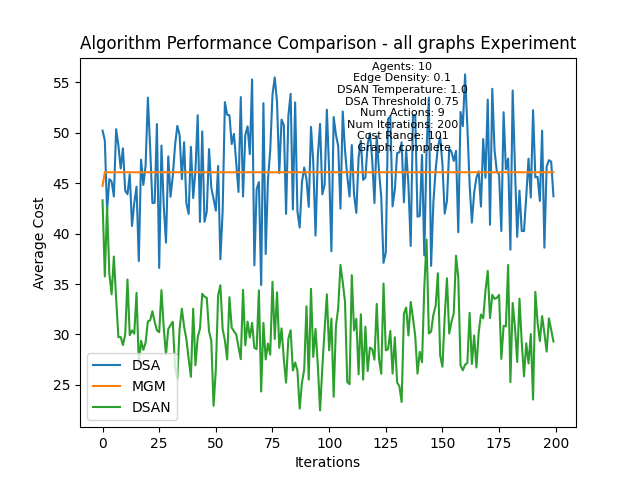 Algorithm Performance Comparison - all graphs Experiment
Agents: 10
Edge Density: 0.1
DSAN Temperature: 1.0
DSA Threshold: 0.75
Num Actions: 9
Num Iterations: 200
Cost Range: 101
Graph: complete
55
50
45
40
35
30
25
Average Cost
DSA
MGM
DSAN
0
25
50
75
100
125
150
175
200
Iterations